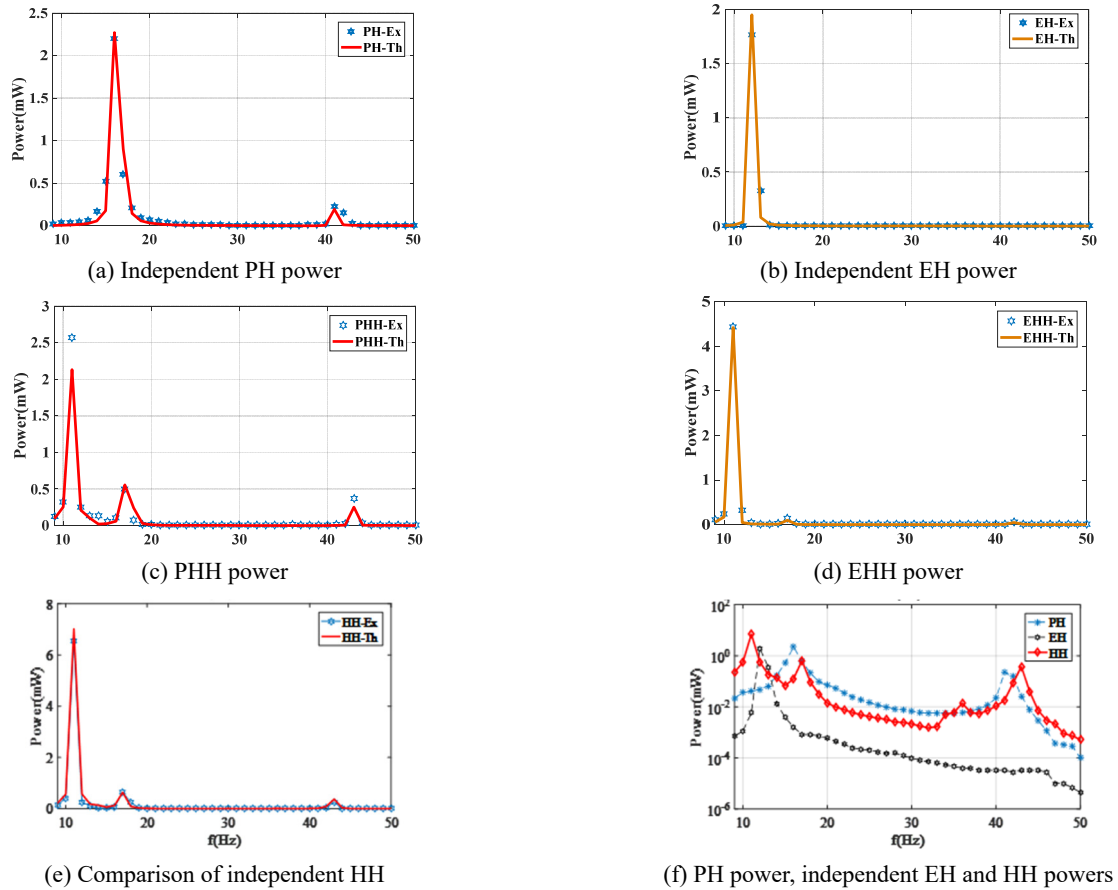 2.5
2
1.5
1
0.5
0
Power(mW)
PH-Ex
PH-Th
10 20 30 40 50
(a) Independent PH power
2
1.5
1
0.5
0
Power(mW)
EH-Ex
EH-Th
10 20 30 40 50
(b) Independent EH power
3
2.5
2
1.5
1
0.5
0
Power(mW)
PHH-Ex
PHH-Th
10 20 30 40 50
(c) PHH power
5
4
3
2
1
0
Power(mW)
EHH-Ex
EHH-Th
10 20 30 40 50
(d) EHH power
8
6
4
2
0
Power(mW)
HH-Ex
HH-Th
10 20 30 40 50
f(Hz)
(e) Comparison of independent HH
10^2
10^0
10^-2
10^-4
10^-6
Power(mW)
PH
EH
HH
10 20 30 40 50
f(Hz)
(f) PH power, independent EH and HH powers